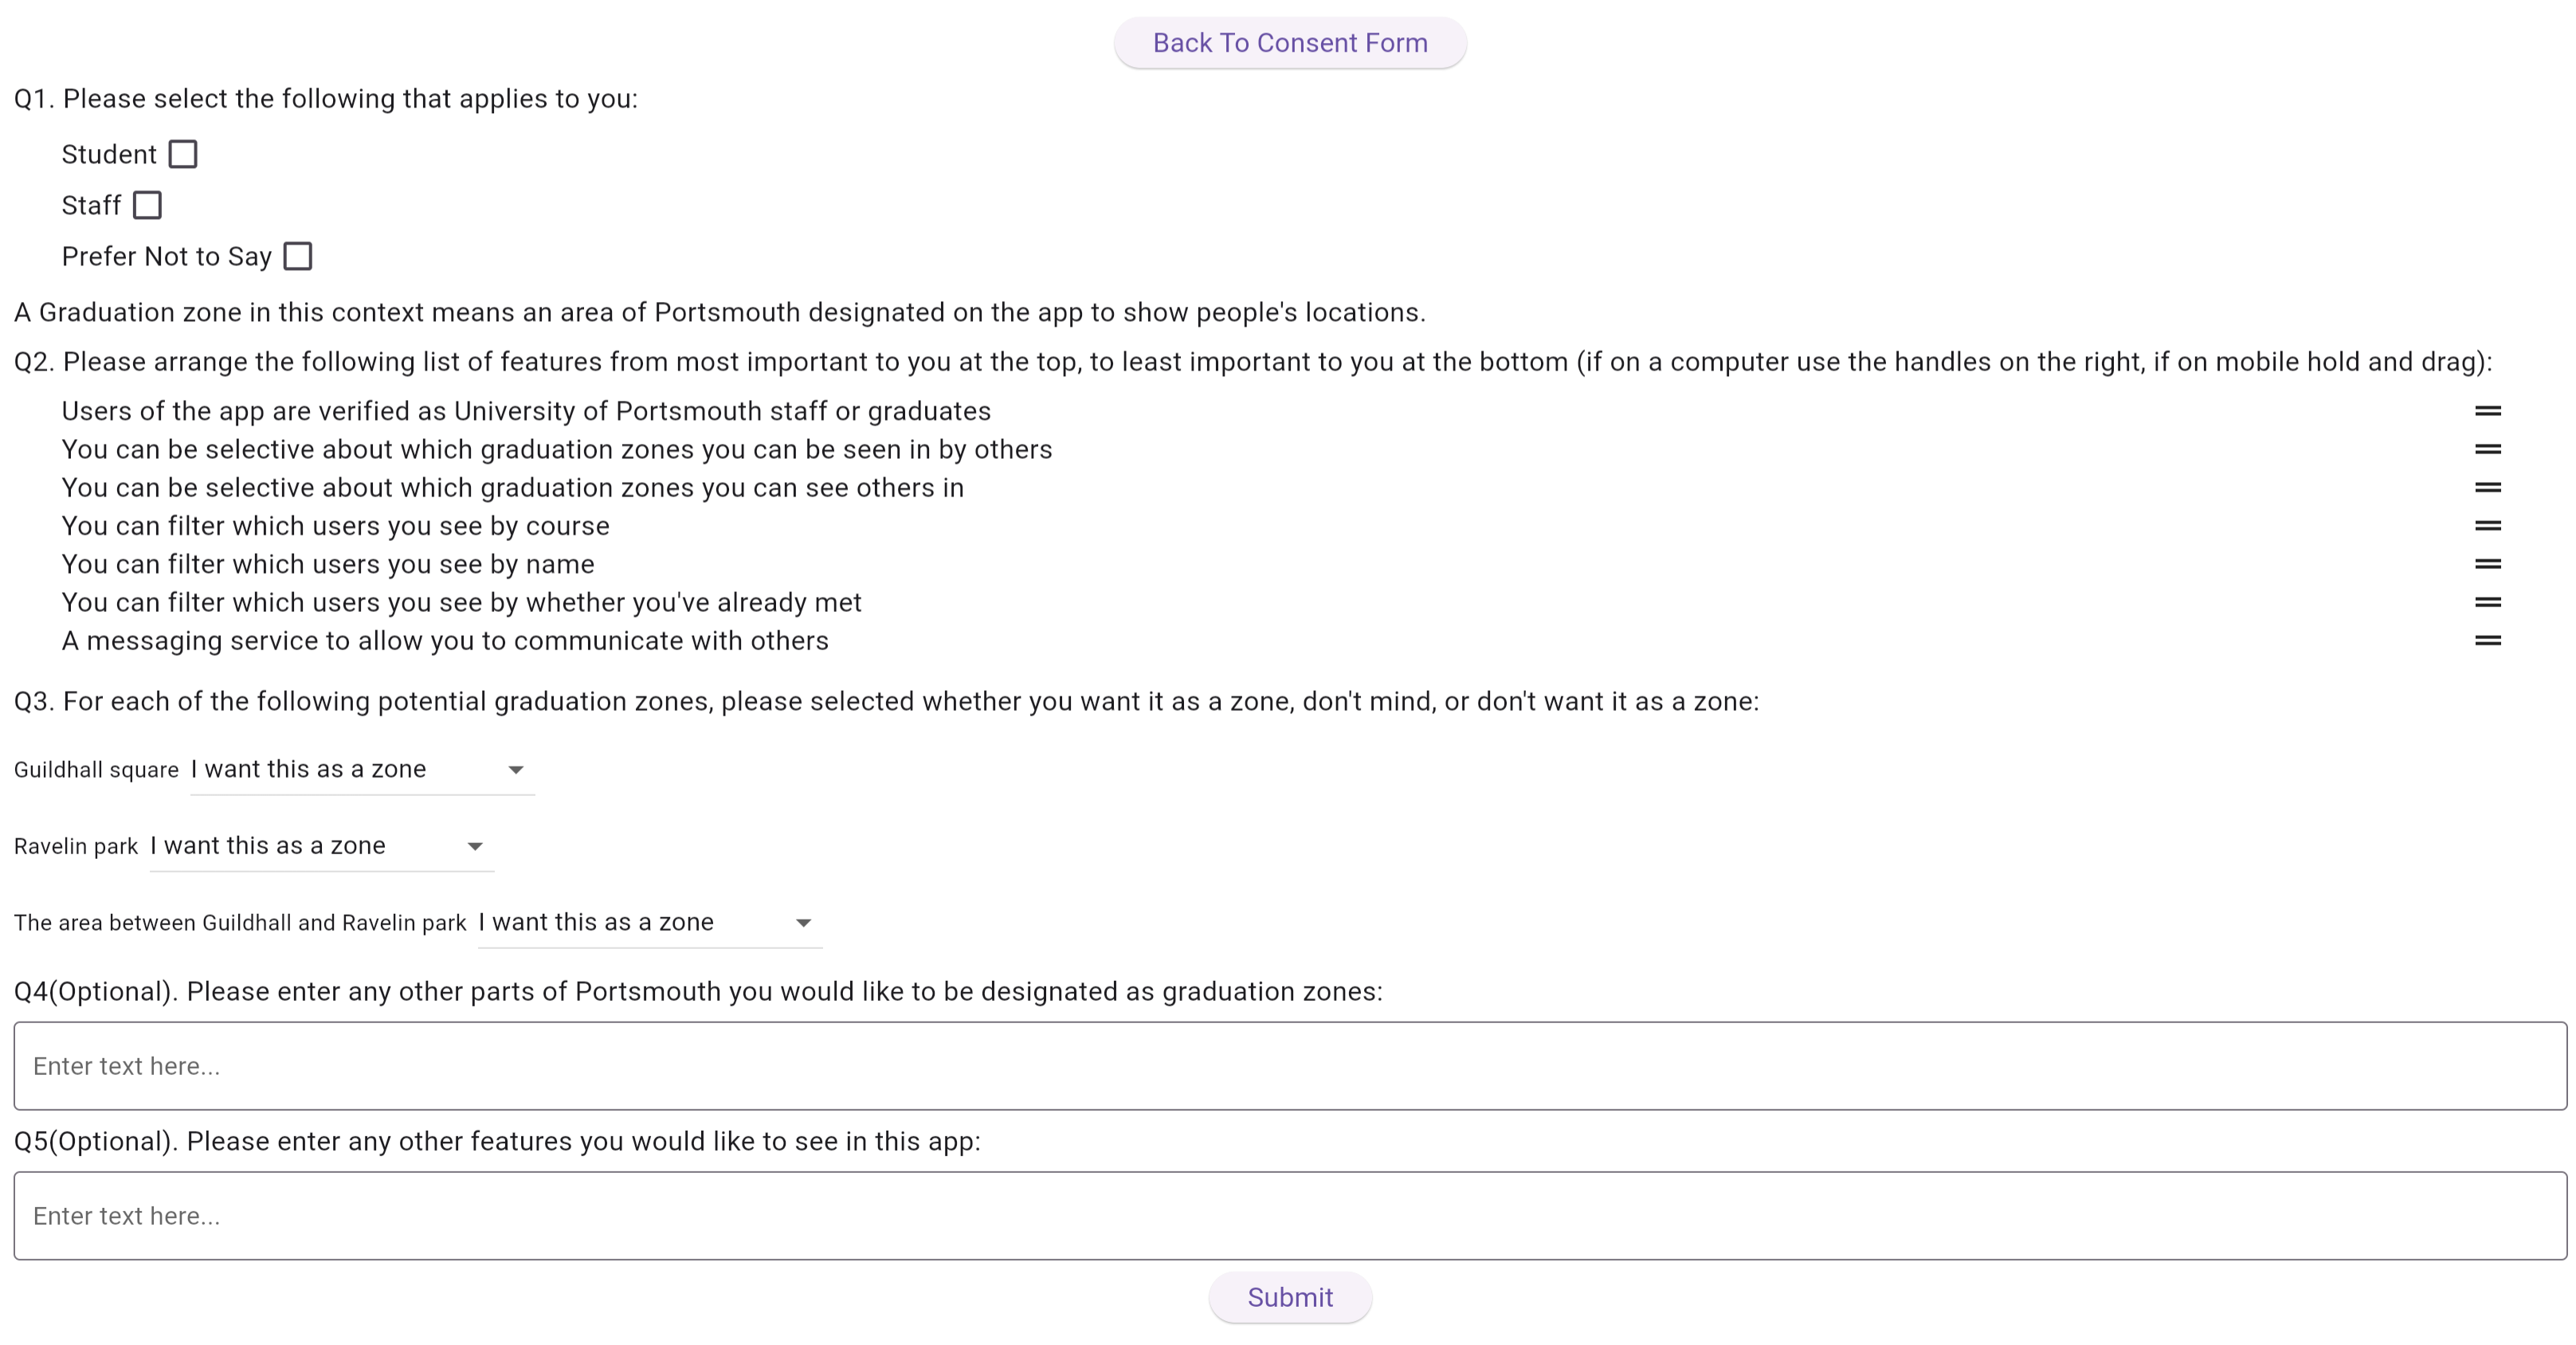 Back To Consent Form
Q1. Please select the following that applies to you:
Student
Staff
Prefer Not to Say
A Graduation zone in this context means an area of Portsmouth designated on the app to show people's locations.
Q2. Please arrange the following list of features from most important to you at the top, to least important to you at the bottom (if on a computer use the handles on the right, if on mobile hold and drag):
Users of the app are verified as University of Portsmouth staff or graduates
You can be selective about which graduation zones you can be seen in by others
You can be selective about which graduation zones you can see others in
You can filter which users you see by course
You can filter which users you see by name
You can filter which users you see by whether you've already met
A messaging service to allow you to communicate with others
Q3. For each of the following potential graduation zones, please selected whether you want it as a zone, don't mind, or don't want it as a zone:
Guildhall square I want this as a zone
Ravelin park I want this as a zone
The area between Guildhall and Ravelin park I want this as a zone
Q4(Optional). Please enter any other parts of Portsmouth you would like to be designated as graduation zones:
Enter text here...
Q5(Optional). Please enter any other features you would like to see in this app:
Enter text here...
Submit